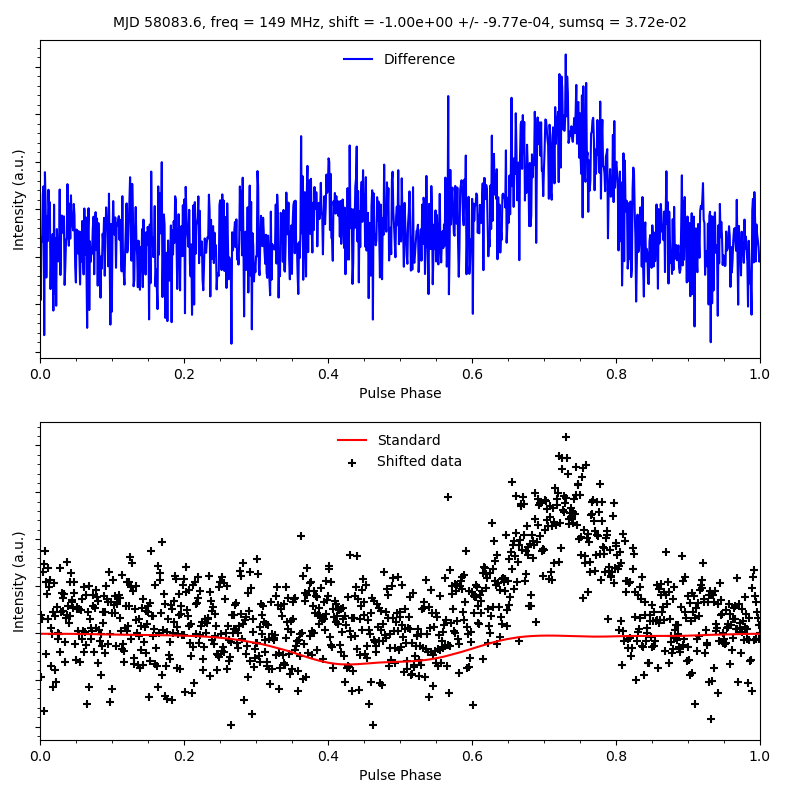 MJD 58083.6, freq = 149 MHz, shift = -1.00e+00 +/- -9.77e-04, sumsq = 3.72e-02
Difference
Intensity (a.u.)
0.0 0.2 0.4 0.6 0.8 1.0
Pulse Phase
Standard
Shifted data
Intensity (a.u.)
0.0 0.2 0.4 0.6 0.8 1.0
Pulse Phase